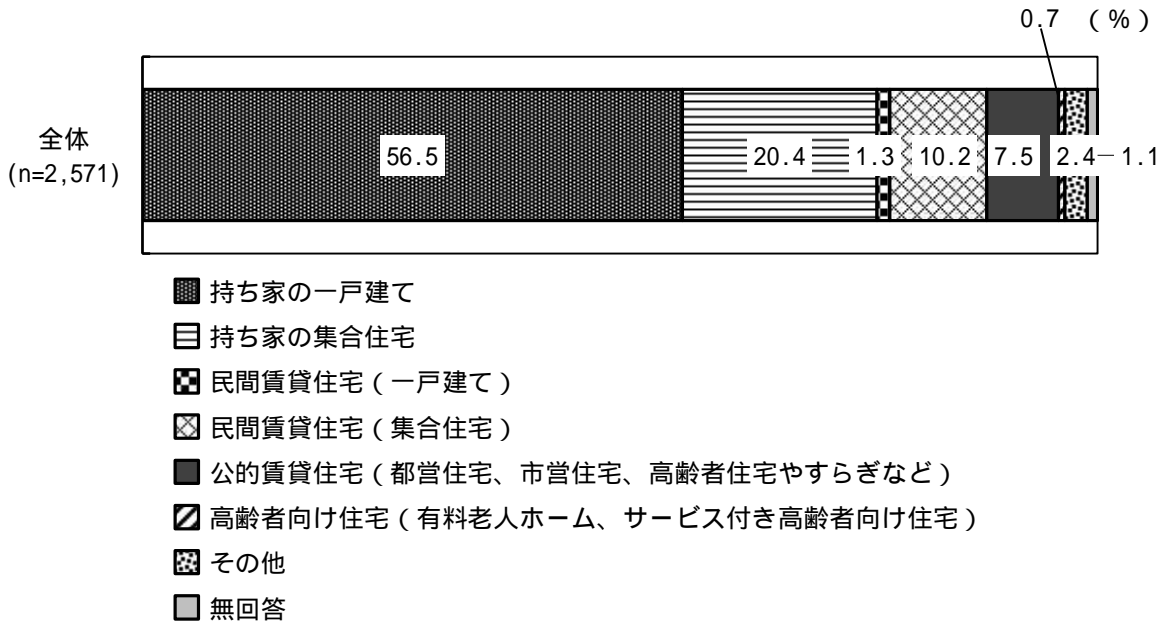 0.7 （%）
全体
(n=2,571)
56.5 20.4 1.3 10.2 7.5 2.4 1.1
持ち家の一戸建て
持ち家の集合住宅
民間賃貸住宅（一戸建て）
民間賃貸住宅（集合住宅）
公的賃貸住宅（都営住宅、市営住宅、高齢者住宅やすらぎなど）
高齢者向け住宅（有料老人ホーム、サービス付き高齢者向け住宅）
その他
無回答